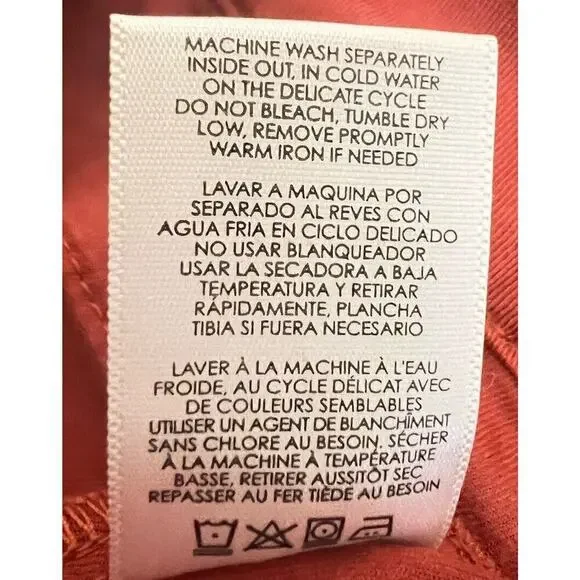 MACHINE WASH SEPARATELY
INSIDE OUT, IN COLD WATER
ON THE DELICATE CYCLE
DO NOT BLEACH, TUMBLE DRY
LOW, REMOVE PROMPTLY
WARM IRON IF NEEDED
LAVAR A MAQUINA POR
SEPARADO AL REVES CON
AGUA FRIA EN CICLO DELICADO
NO USAR BLANQUEADOR
USAR LA SECADORA A BAJA
TEMPERATURA Y RETIRAR
RÁPIDAMENTE, PLANCHA
TIBIA SI FUERA NECESARIO
LAVER À LA MACHINE À L'EAU
FROIDE, AU CYCLE DÉLICAT AVEC
DE COULEURS SEMBLABLES
UTILISER UN AGENT DE BLANCHÎMENT
SANS CHLORE AU BESOIN. SÉCHER
À LA MACHINE À TEMPÉRATURE
BASSE, RETIRER AUSSITÔT SEC
REPASSER AU FER TIÈDE AU BESOIN